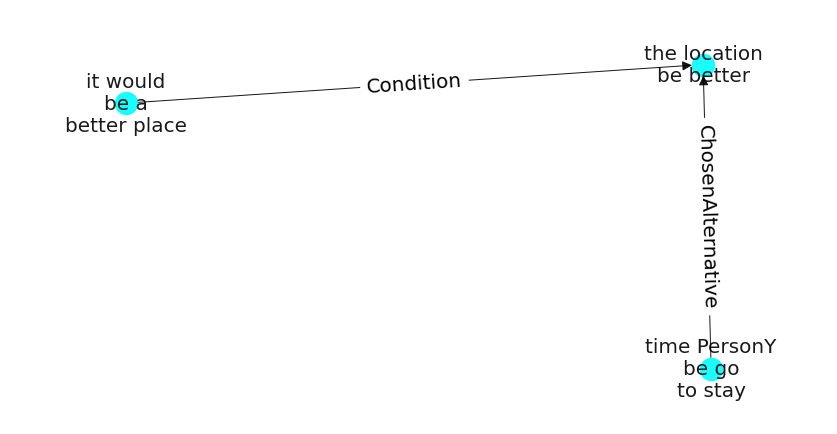 it would
be a
better place
Condition
the location
be better
ChosenAlternative
time PersonY
be go
to stay